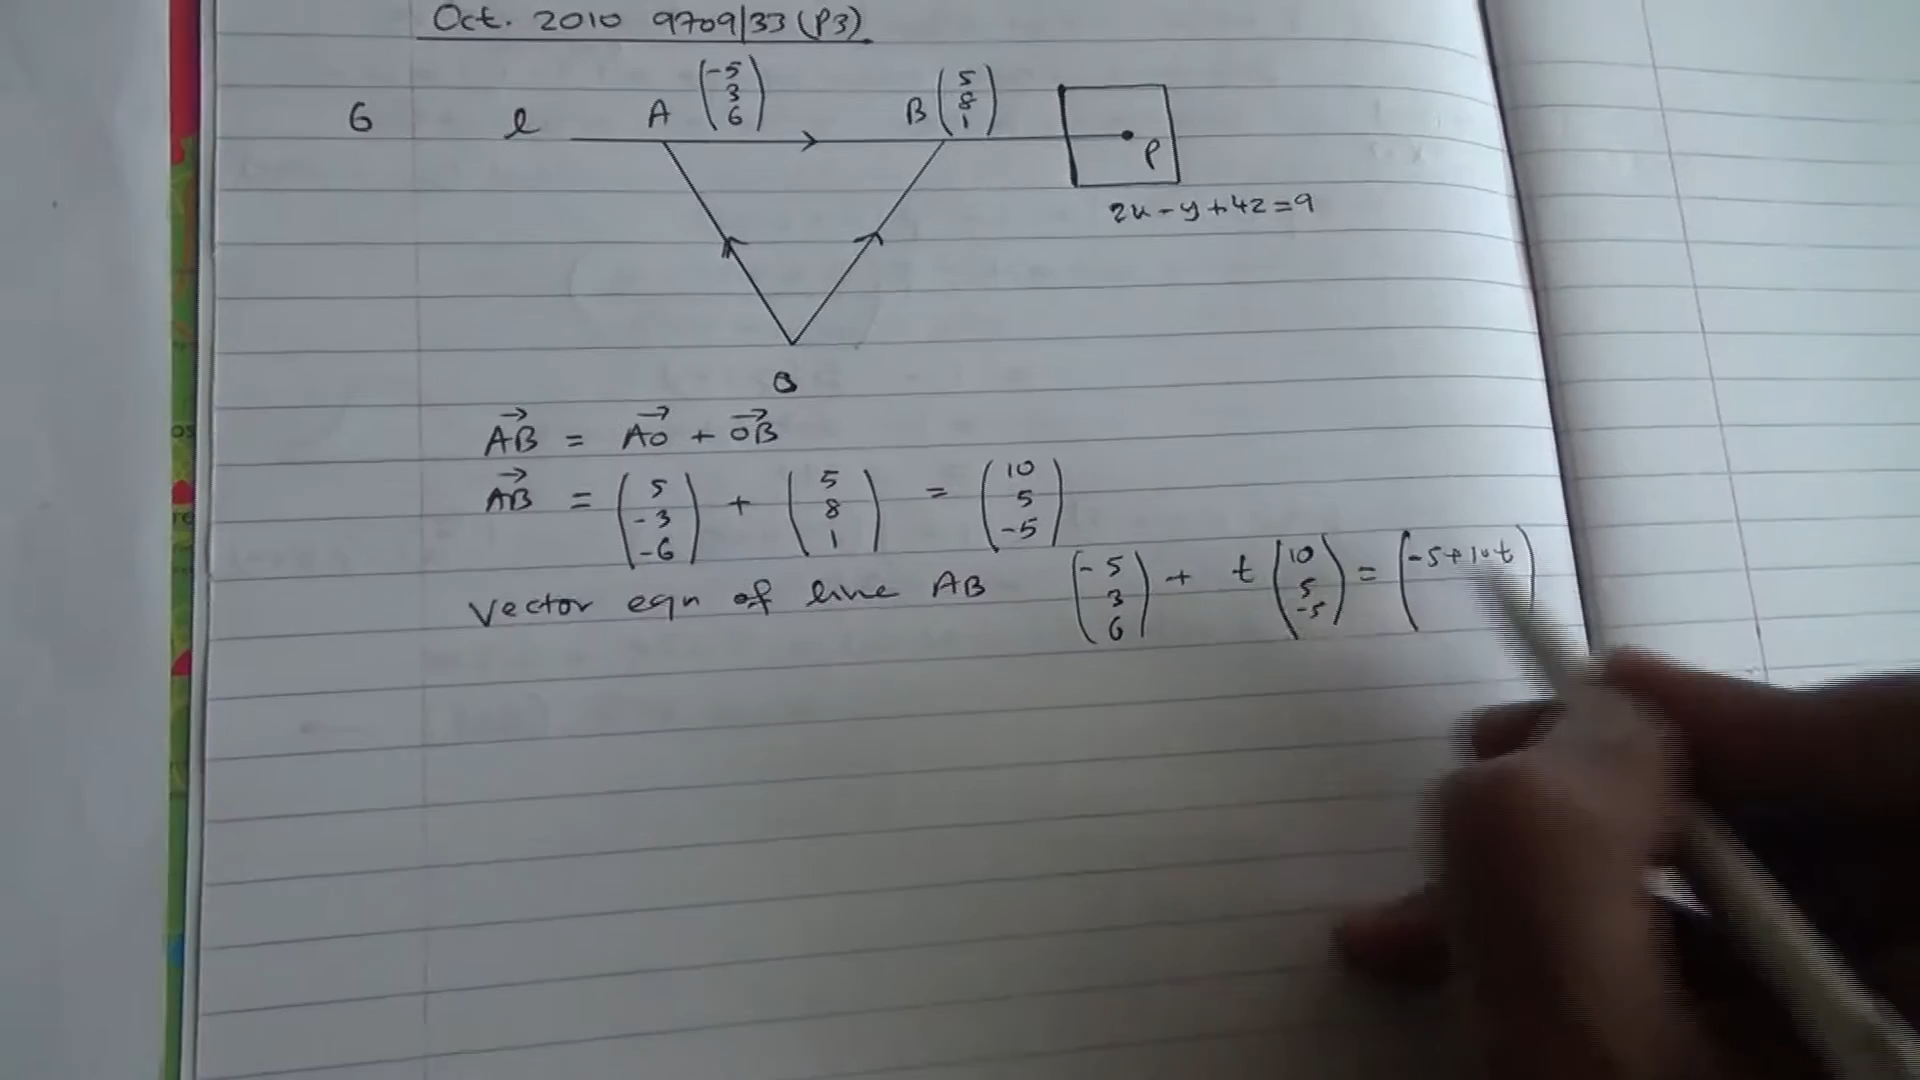 Oct. 2010 9709/33 (P3)
6 l A (-5 3 6) B (5 8 1)
P
2x - y + 4z = 9
O
AB = AO + OB
AB = (5 -3 -6) + (5 8 1) = (10 5 -5)
Vector eqn of line AB (-5 3 6) + t (10 5 -5) = (-5+10t